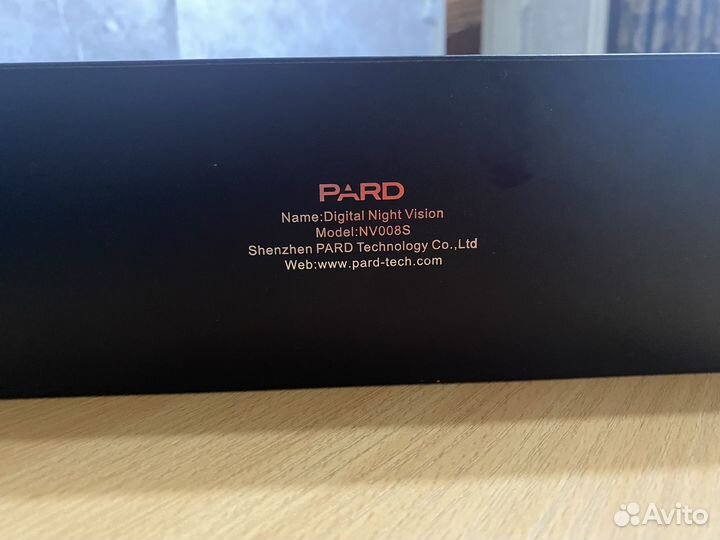 PARD
Name:Digital Night Vision
Model:NV008S
Shenzhen PARD Technology Co.,Ltd
Web:www.pard-tech.com
Avito